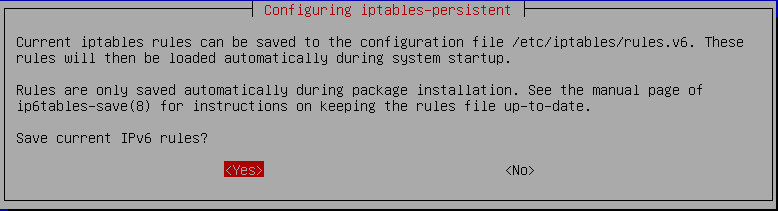 Configuring iptables-persistent
Current iptables rules can be saved to the configuration file /etc/iptables/rules.v6. These
rules will then be loaded automatically during system startup.
Rules are only saved automatically during package installation. See the manual page of
ip6tables-save(8) for instructions on keeping the rules file up-to-date.
Save current IPv6 rules?
<Yes> <No>